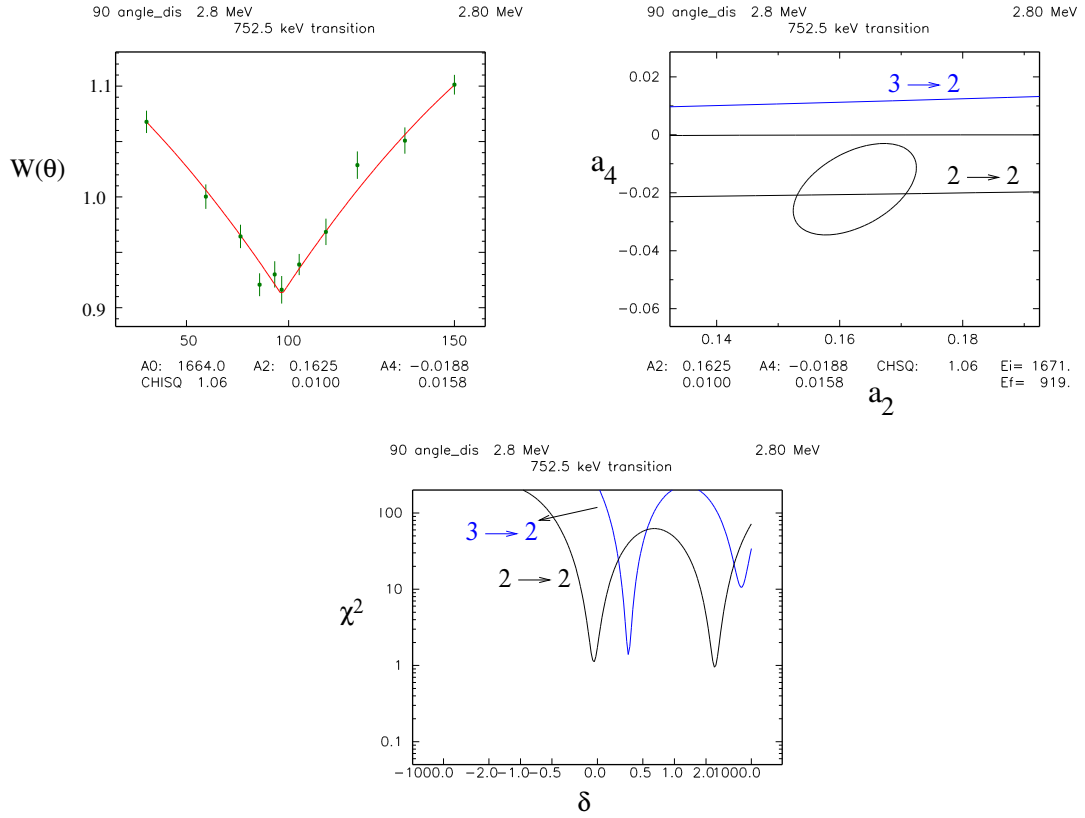 90 angle_dis 2.8 MeV 2.80 MeV
752.5 keV transition
W(θ)
1.1
1.0
0.9
50 100 150
A0: 1664.0 A2: 0.1625 A4: −0.0188
CHISQ 1.06 0.0100 0.0158
90 angle_dis 2.8 MeV 2.80 MeV
752.5 keV transition
a4
0.02
0
−0.02
−0.04
−0.06
3 → 2
2 → 2
0.14 0.16 0.18
A2: 0.1625 A4: −0.0188 CHSQ: 1.06 Ei= 1671.
0.0100 0.0158 Ef= 919.
a2
90 angle_dis 2.8 MeV 2.80 MeV
752.5 keV transition
χ2
100
10
1
0.1
3 → 2
2 → 2
−1000.0 −2.0 −1.0 −0.5 0.0 0.5 1.0 2.0 1000.0
δ